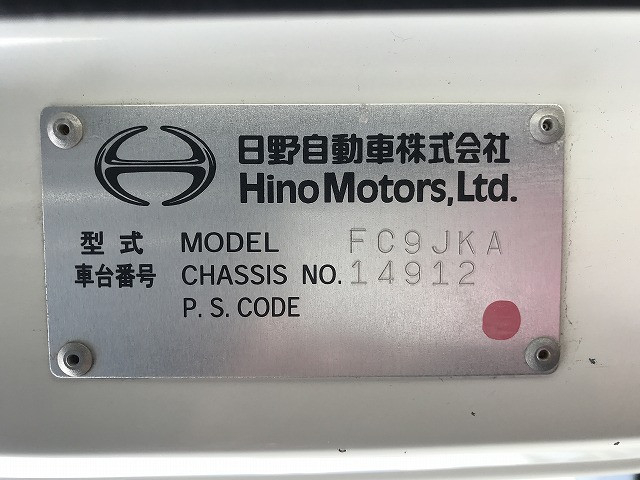 日野自動車株式会社
Hino Motors, Ltd.
型式 MODEL FC9JKA
車台番号 CHASSIS NO. 14912
P. S. CODE